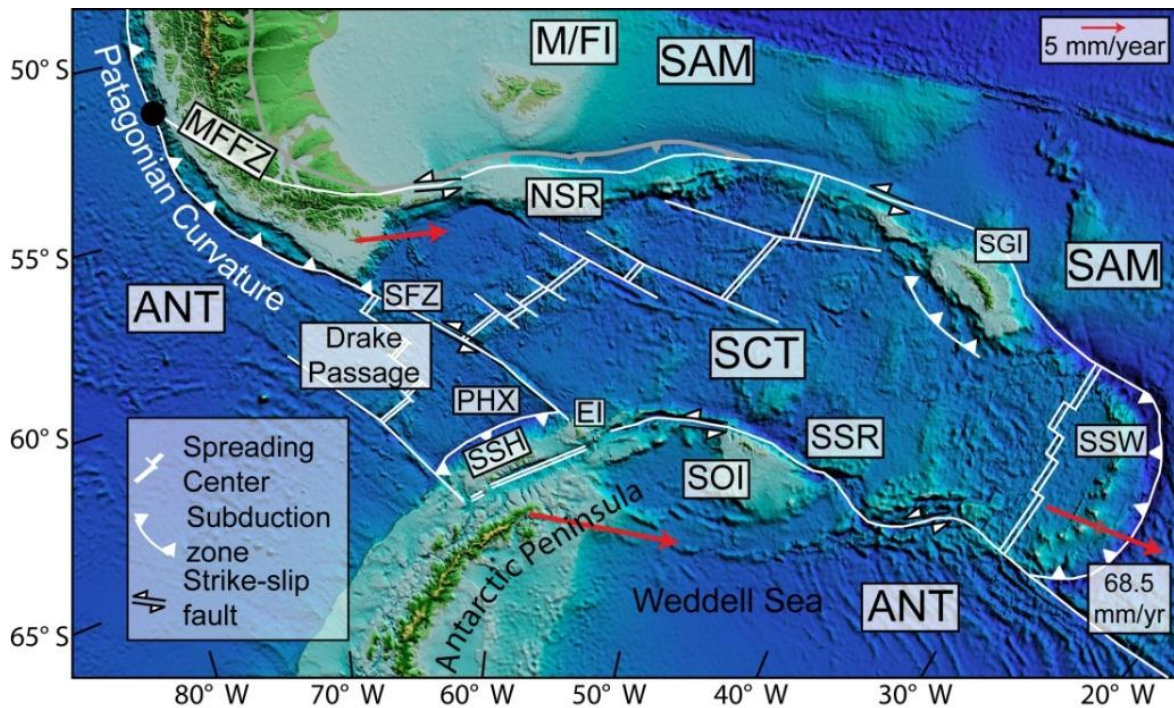 M/FI
SAM
5 mm/year
50° S
Patagonian Curvature
MFFZ
NSR
55° S
SGI
SAM
ANT
SFZ
Drake
Passage
SCT
PHX
EI
60° S
SSH
SSR
SSW
SOI
Spreading
Center
Subduction
zone
Strike-slip
fault
Antarctic Peninsula
Weddell Sea
ANT
68.5
mm/yr
65° S
80° W
70° W
60° W
50° W
40° W
30° W
20° W